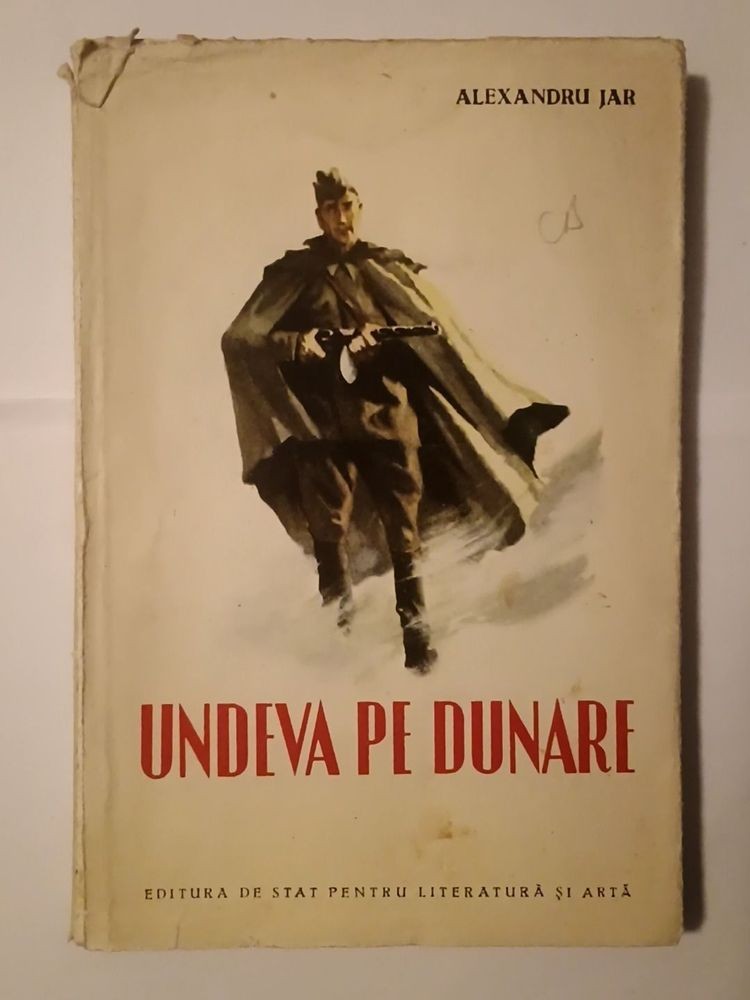 ALEXANDRU JAR
UNDEVA PE DUNARE
EDITURA DE STAT PENTRU LITERATURĂ ȘI ARTĂ